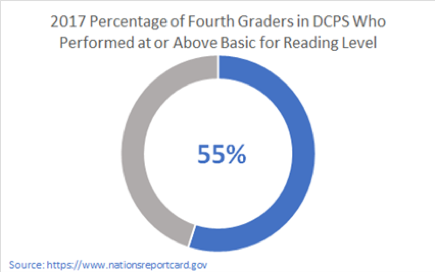 2017 Percentage of Fourth Graders in DCPS Who
Performed at or Above Basic for Reading Level
55%
Source: https://www.nationsreportcard.gov